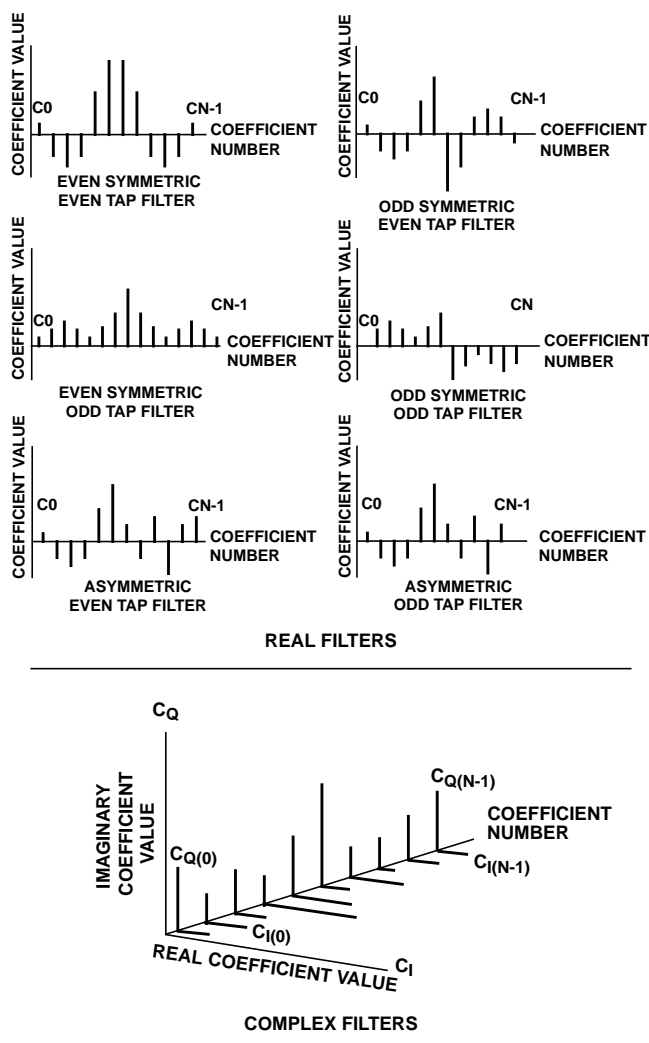 COEFFICIENT VALUE
C0
CN-1
COEFFICIENT
NUMBER
EVEN SYMMETRIC
EVEN TAP FILTER
COEFFICIENT VALUE
C0
CN-1
COEFFICIENT
NUMBER
ODD SYMMETRIC
EVEN TAP FILTER
COEFFICIENT VALUE
C0
CN-1
COEFFICIENT
NUMBER
EVEN SYMMETRIC
ODD TAP FILTER
COEFFICIENT VALUE
C0
CN
COEFFICIENT
NUMBER
ODD SYMMETRIC
ODD TAP FILTER
COEFFICIENT VALUE
C0
CN-1
COEFFICIENT
NUMBER
ASYMMETRIC
EVEN TAP FILTER
COEFFICIENT VALUE
C0
CN-1
COEFFICIENT
NUMBER
ASYMMETRIC
ODD TAP FILTER
REAL FILTERS
CQ
IMAGINARY
COEFFICIENT
VALUE
CQ(0)
CQ(N-1)
COEFFICIENT
NUMBER
CI(N-1)
CI(0)
REAL COEFFICIENT VALUE
CI
COMPLEX FILTERS